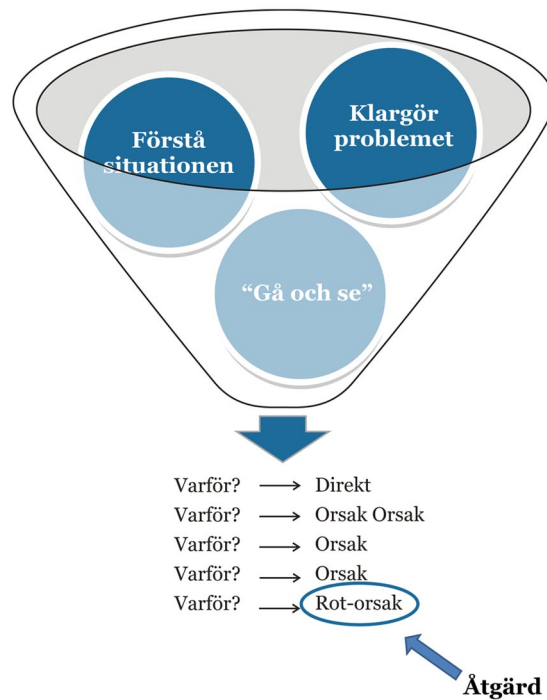 Förstå
situationen
Klargör
problemet
“Gå och se”
Varför? Direkt
Varför? Orsak Orsak
Varför? Orsak
Varför? Orsak
Varför? Rot-orsak
Åtgärd